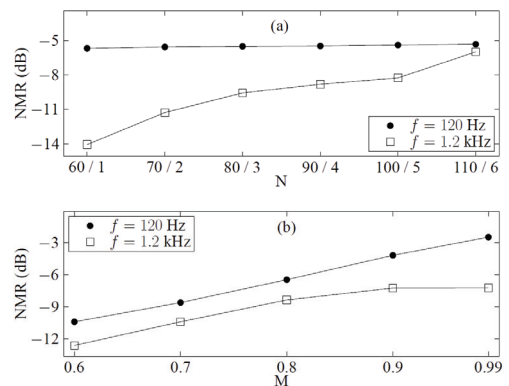 (a)
NMR (dB)
−5
−8
−11
−14
f = 120 Hz
f = 1.2 kHz
60 / 1 70 / 2 80 / 3 90 / 4 100 / 5 110 / 6
N
(b)
f = 120 Hz
f = 1.2 kHz
NMR (dB)
−3
−6
−9
−12
0.6 0.7 0.8 0.9 0.99
M